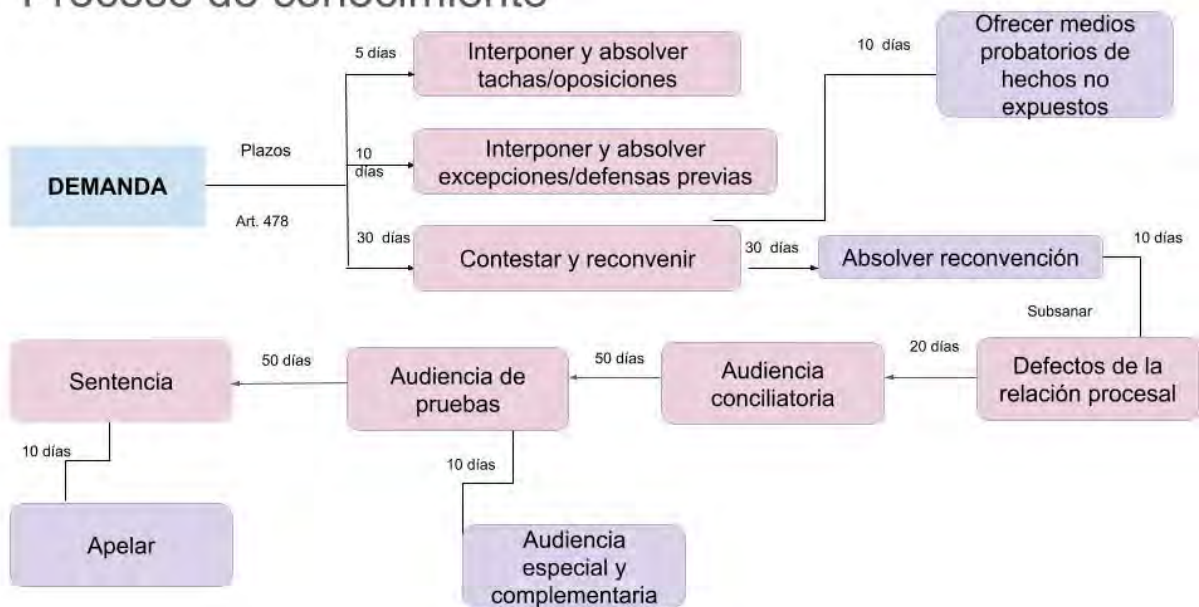 Proceso de conocimiento
5 días
Interponer y absolver
tachas/oposiciones
10 días
Ofrecer medios
probatorios de
hechos no
expuestos
DEMANDA
Plazos
Art. 478
10
días
Interponer y absolver
excepciones/defensas previas
30 días
Contestar y reconvenir
30 días
Absolver reconvención
10 días
Subsanar
Defectos de la
relación procesal
20 días
Audiencia
conciliatoria
50 días
Audiencia de
pruebas
50 días
Sentencia
10 días
Apelar
10 días
Audiencia
especial y
complementaria